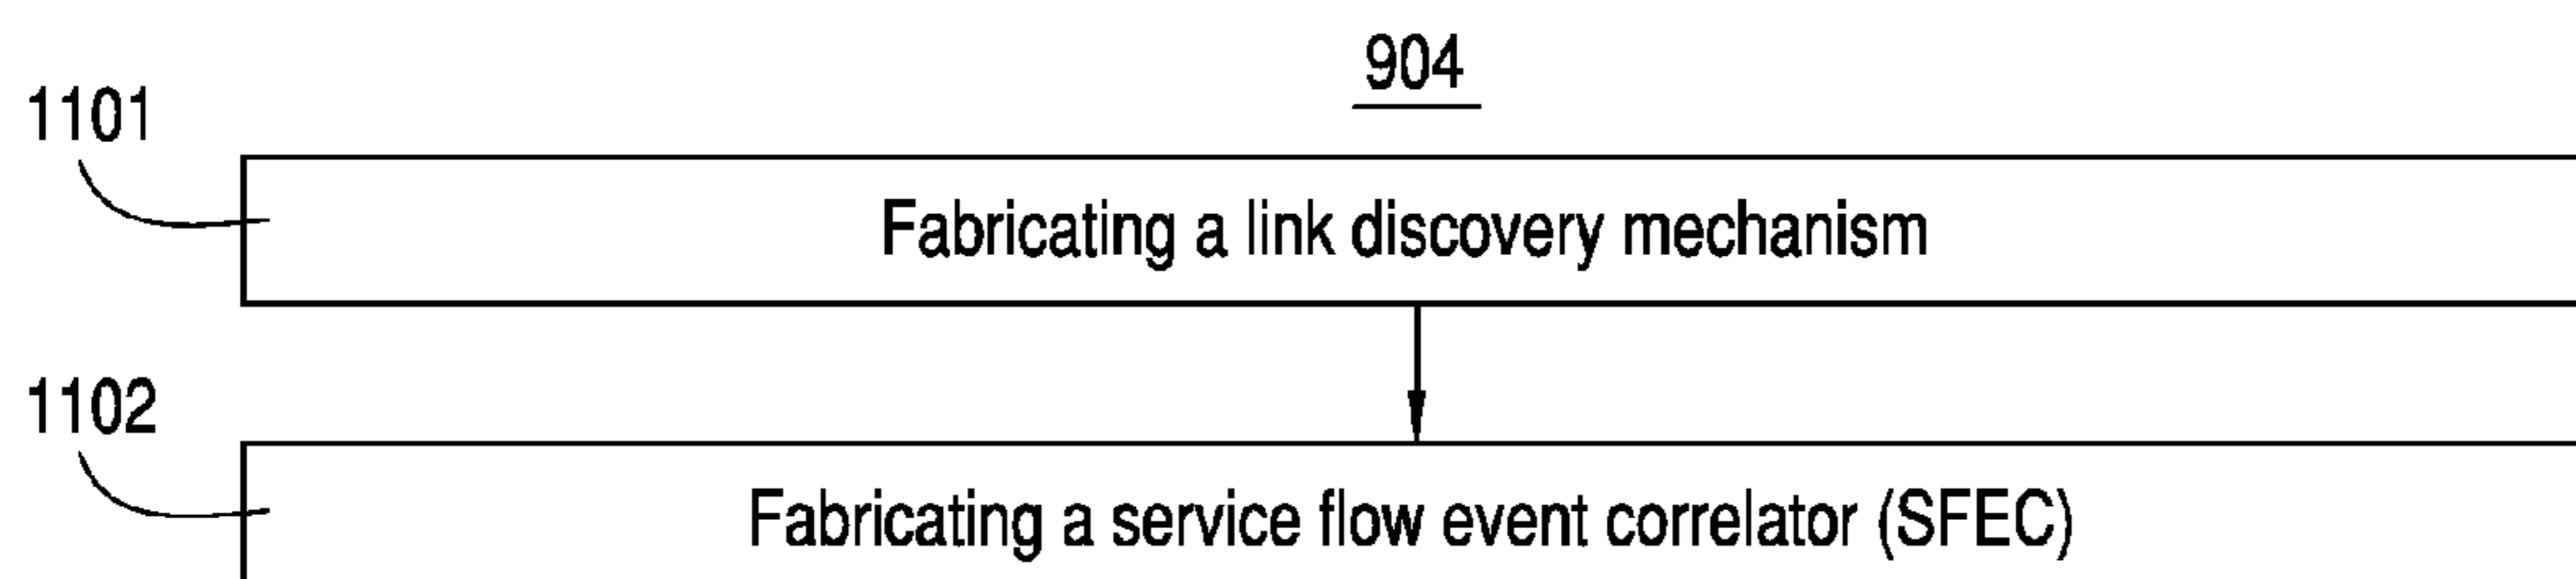 904
1101
Fabricating a link discovery mechanism
1102
Fabricating a service flow event correlator (SFEC)